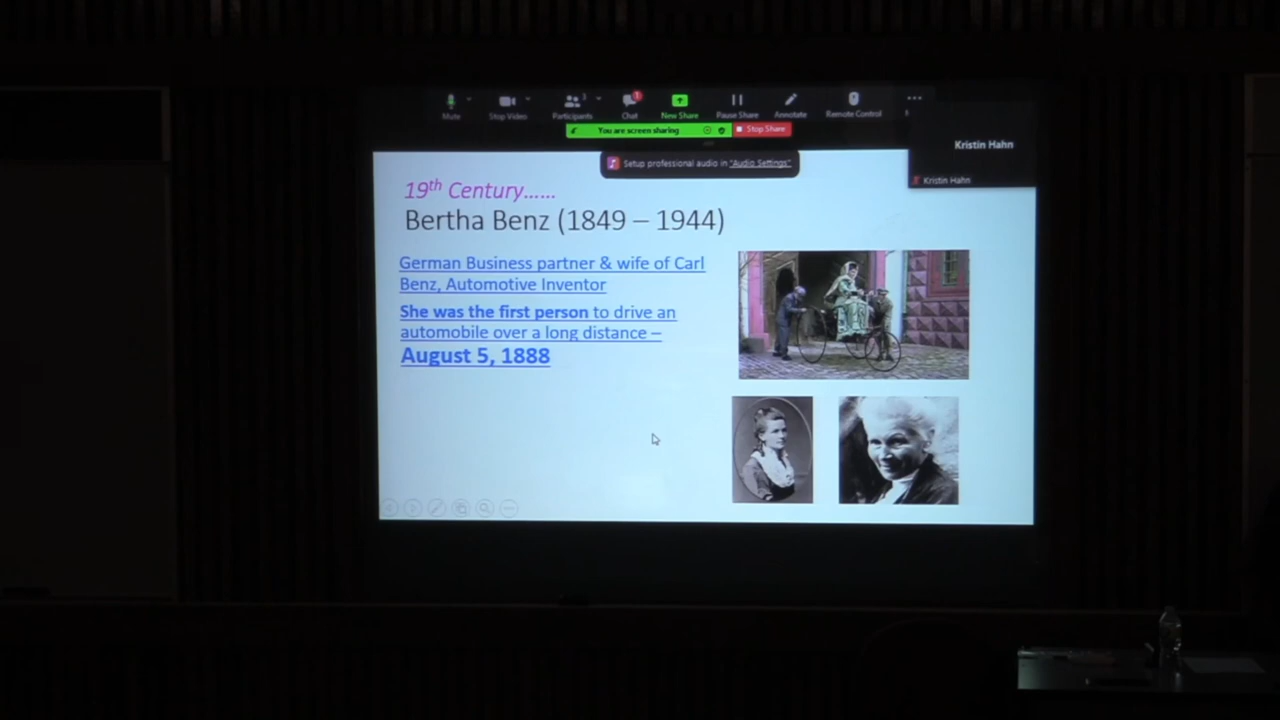 Mute
Stop Video
Participants
3
Chat
1
New Share
Pause Share
Annotate
Remote Control
You are screen sharing
Stop Share
Setup professional audio in "Audio Settings"
Kristin Hahn
Kristin Hahn
19th Century......
Bertha Benz (1849 – 1944)
German Business partner & wife of Carl
Benz, Automotive Inventor
She was the first person to drive an
automobile over a long distance –
August 5, 1888